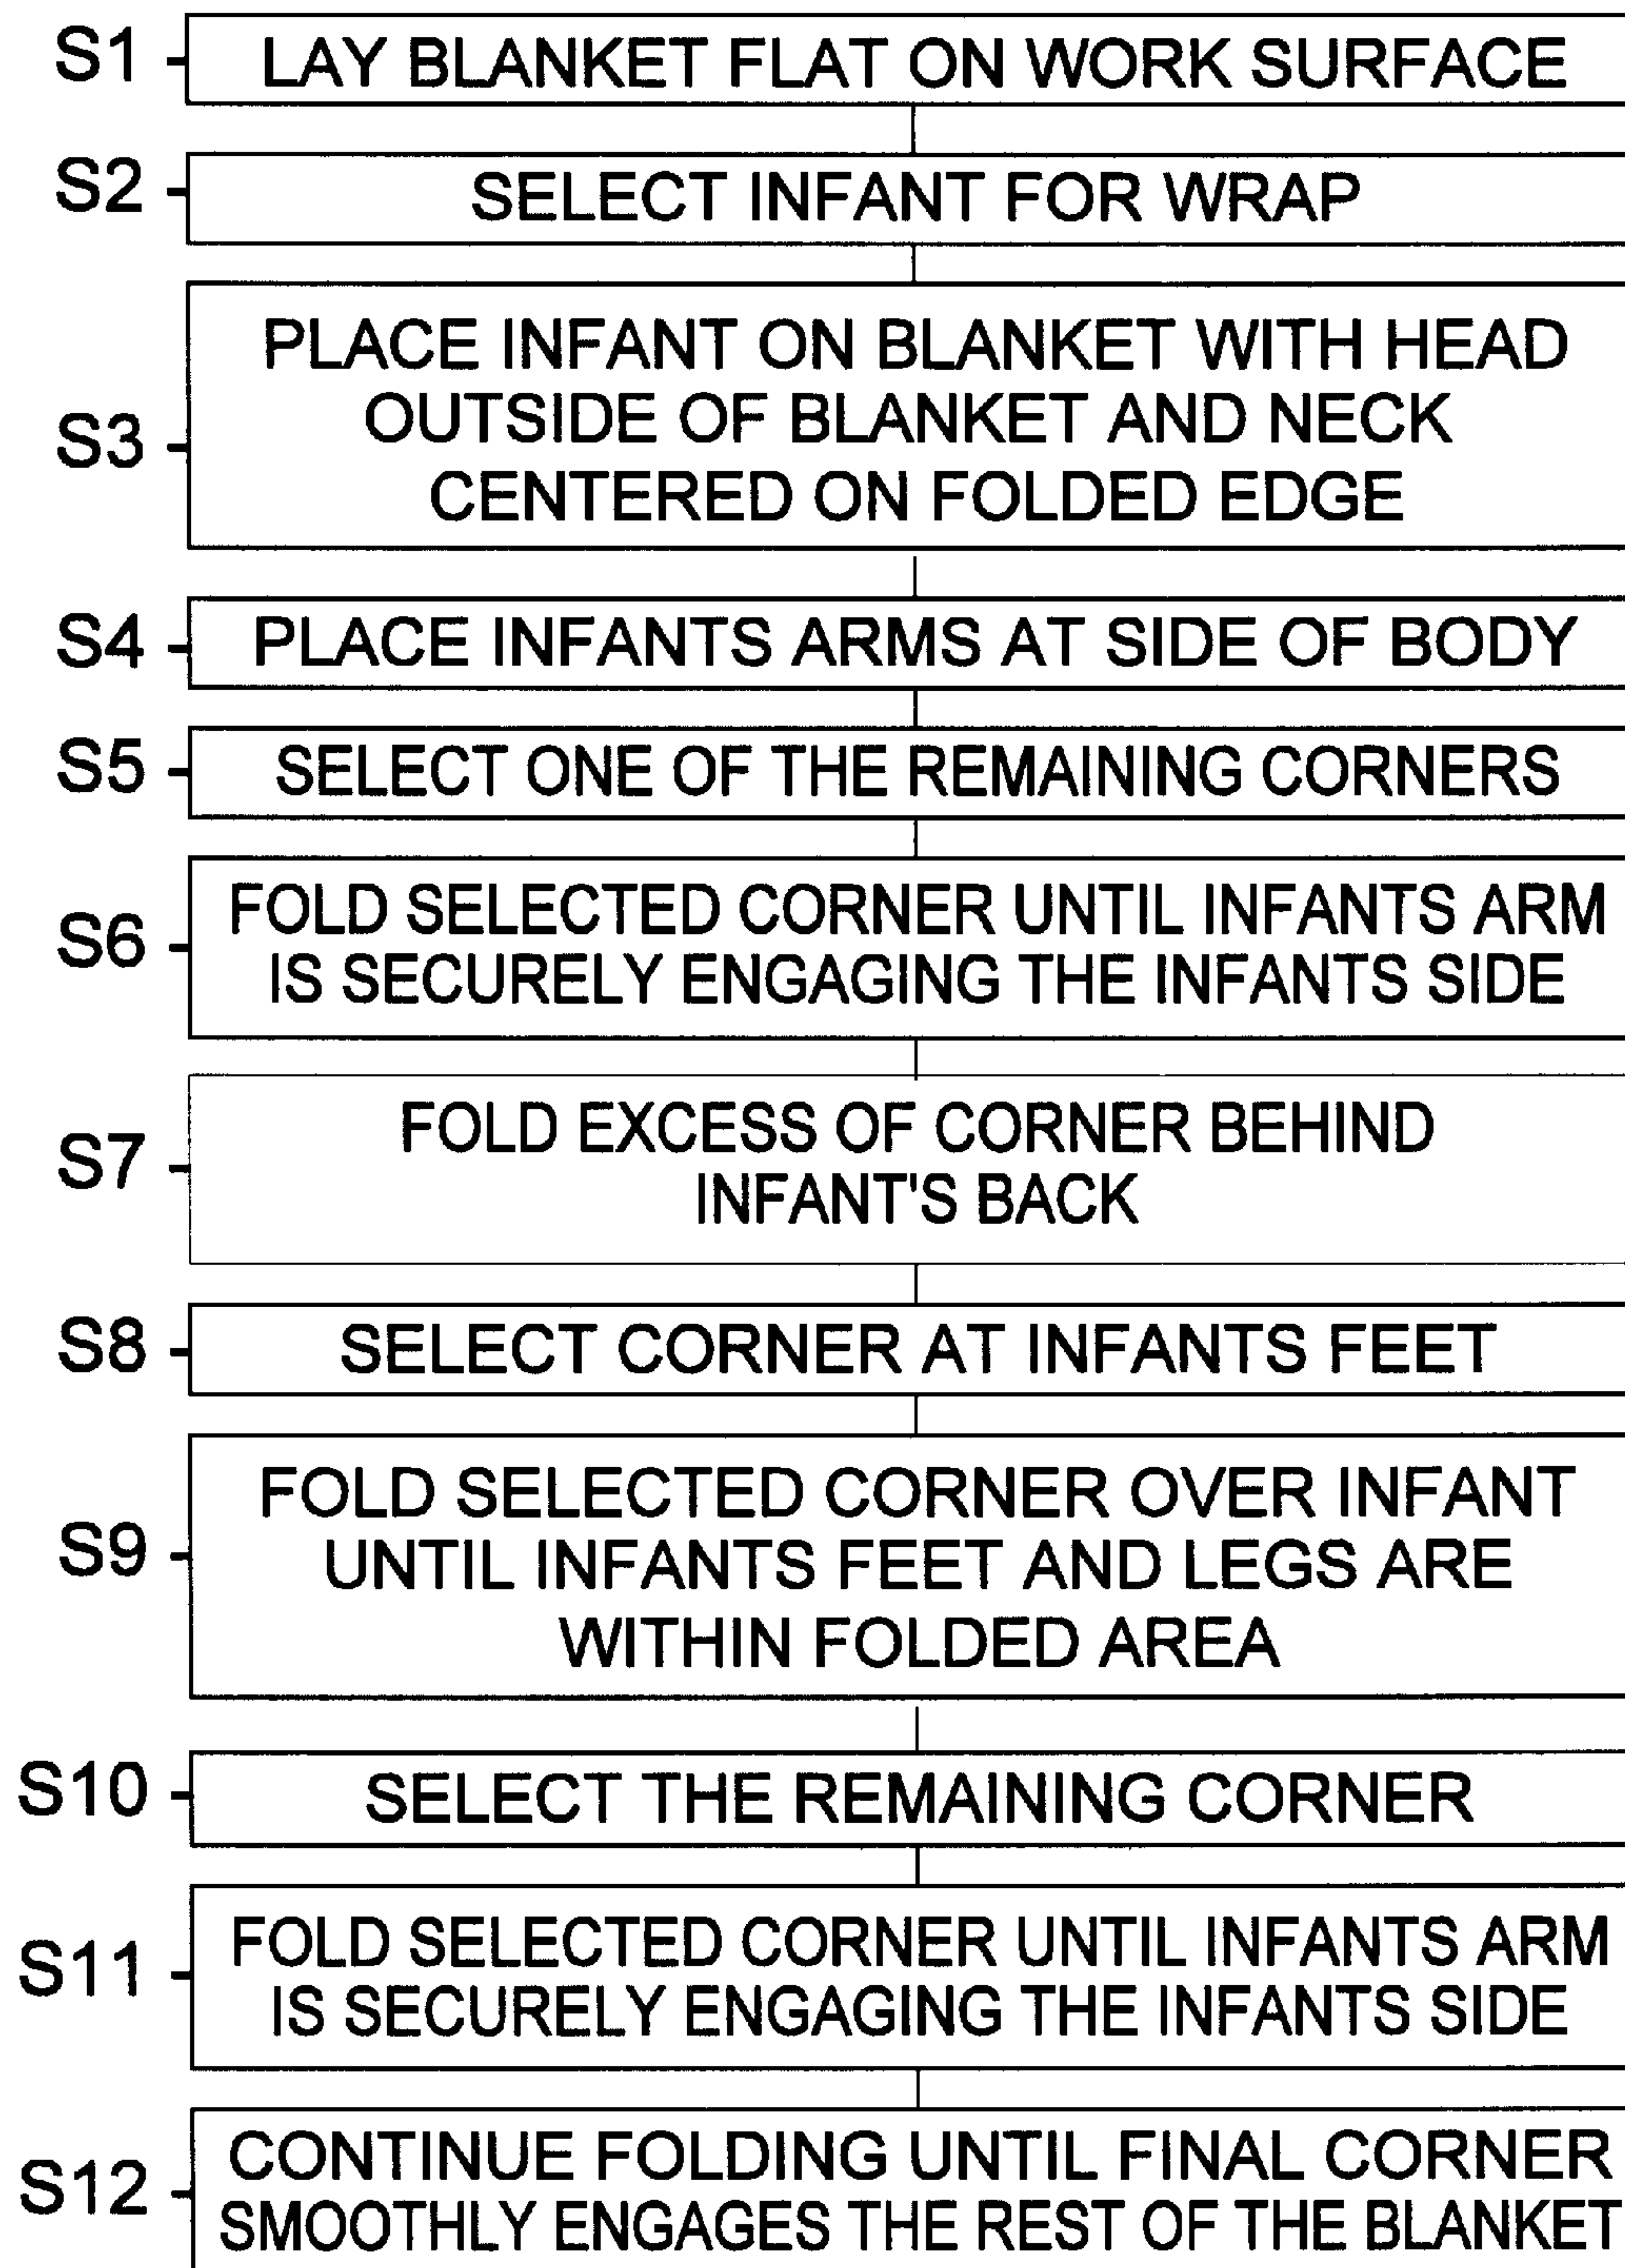 S1 LAY BLANKET FLAT ON WORK SURFACE
S2 SELECT INFANT FOR WRAP
PLACE INFANT ON BLANKET WITH HEAD
OUTSIDE OF BLANKET AND NECK
S3
CENTERED ON FOLDED EDGE
S4 PLACE INFANTS ARMS AT SIDE OF BODY
S5 SELECT ONE OF THE REMAINING CORNERS
S6
FOLD SELECTED CORNER UNTIL INFANTS ARM
IS SECURELY ENGAGING THE INFANTS SIDE
S7
FOLD EXCESS OF CORNER BEHIND
INFANT'S BACK
S8 SELECT CORNER AT INFANTS FEET
S9
FOLD SELECTED CORNER OVER INFANT
UNTIL INFANTS FEET AND LEGS ARE
WITHIN FOLDED AREA
S10 SELECT THE REMAINING CORNER
S11
FOLD SELECTED CORNER UNTIL INFANTS ARM
IS SECURELY ENGAGING THE INFANTS SIDE
S12
CONTINUE FOLDING UNTIL FINAL CORNER
SMOOTHLY ENGAGES THE REST OF THE BLANKET